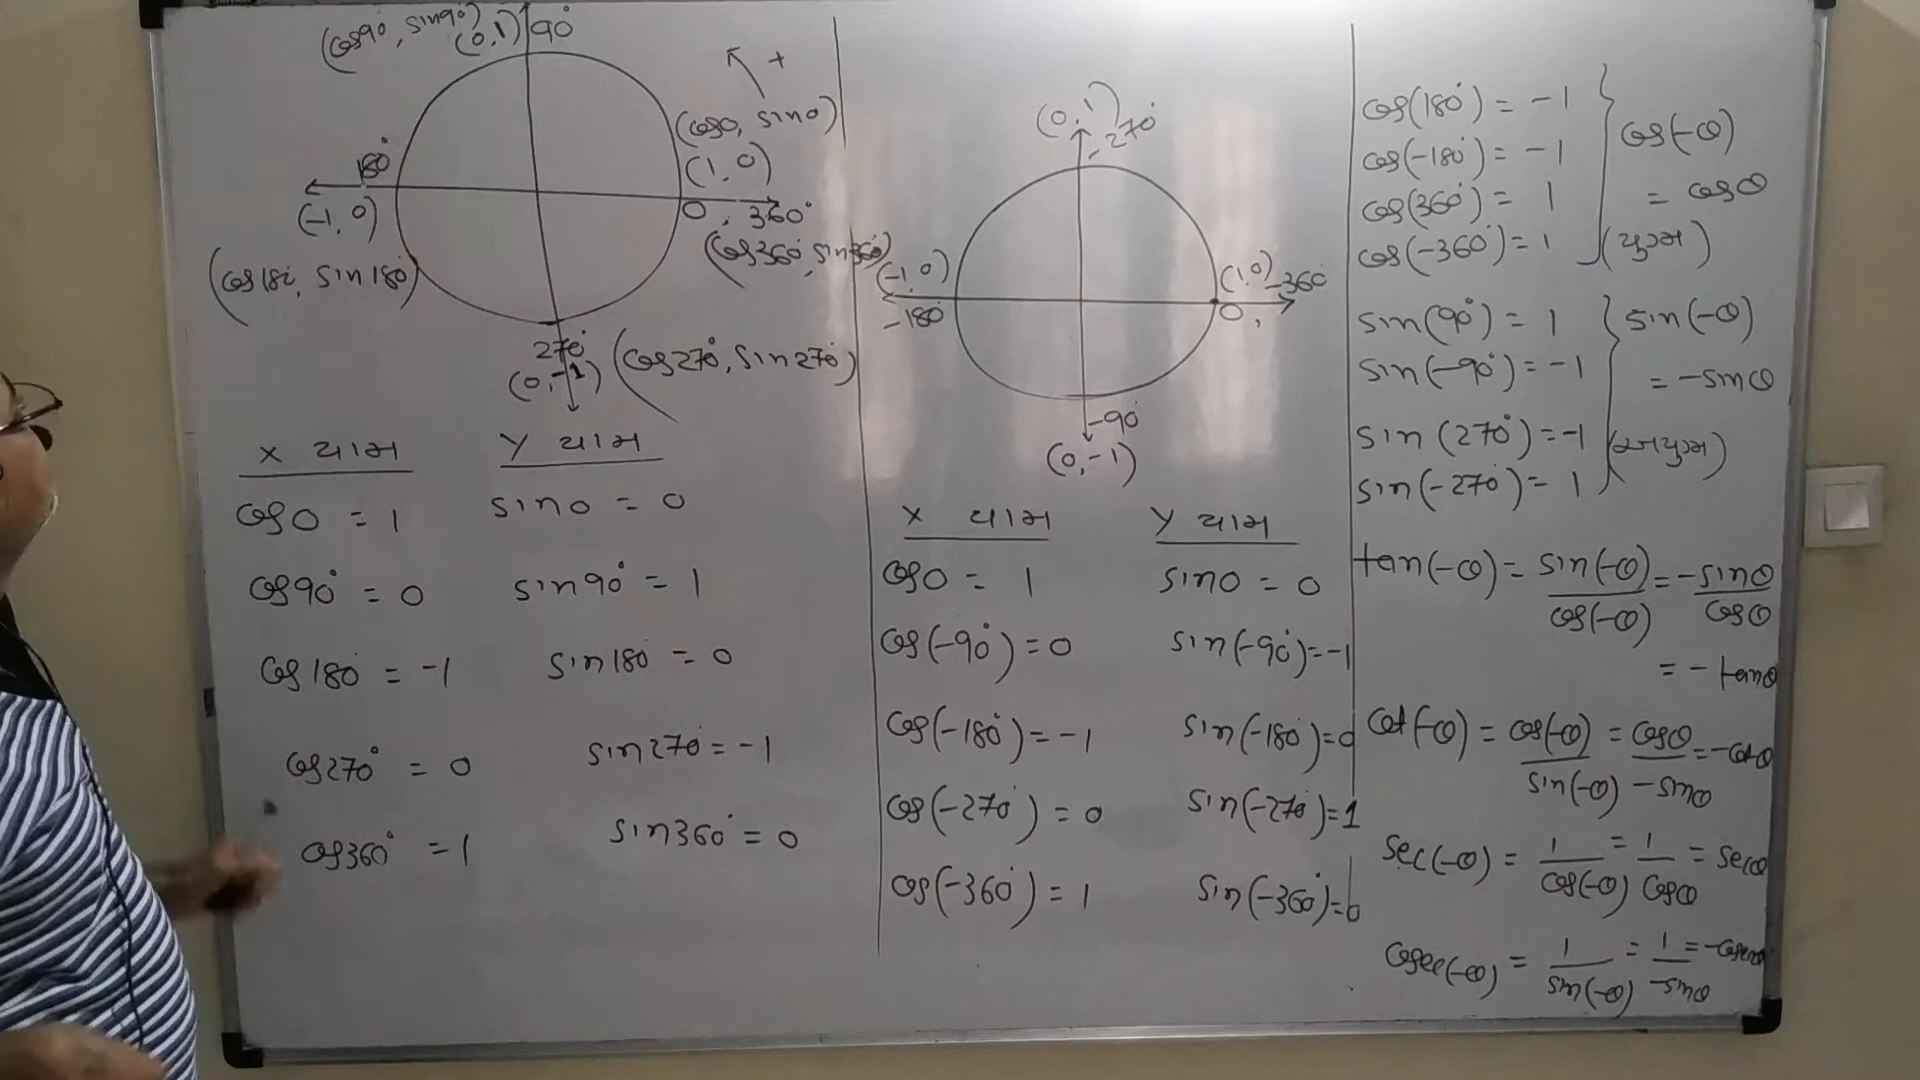 (cos90°, sin90°)
(0,1) 90°
+
(cos0, sin0)
(1, 0)
180°
(-1, 0)
0, 360°
(cos360°, sin360°)
(cos180°, sin180°)
270°
(0,-1)
(cos270°, sin270°)
x યામ
cos0 = 1
cos90° = 0
cos180° = -1
cos270° = 0
cos360° = 1
y યામ
sin0 = 0
sin90° = 1
sin180° = 0
sin270° = -1
sin360° = 0
(0, 1)
-270°
(-1, 0)
-180°
(1, 0) -360°
0,
-90°
(0, -1)
x યામ
cos0 = 1
cos(-90°) = 0
cos(-180°) = -1
cos(-270°) = 0
cos(-360°) = 1
y યામ
sin0 = 0
sin(-90°) = -1
sin(-180°) = 0
sin(-270°) = 1
sin(-360°) = 0
cos(180°) = -1
cos(-180°) = -1
cos(360°) = 1
cos(-360°) = 1
cos(-θ)
= cosθ
(યુગ્મ)
sin(90°) = 1
sin(-90°) = -1
sin(270°) = -1
sin(-270°) = 1
sin(-θ)
= -sinθ
(અયુગ્મ)
tan(-θ) = sin(-θ)/cos(-θ) = -sinθ/cosθ
= -tanθ
cot(-θ) = cos(-θ)/sin(-θ) = cosθ/-sinθ = -cotθ
sec(-θ) = 1/cos(-θ) = 1/cosθ = secθ
cosec(-θ) = 1/sin(-θ) = 1/-sinθ = -cosecθ